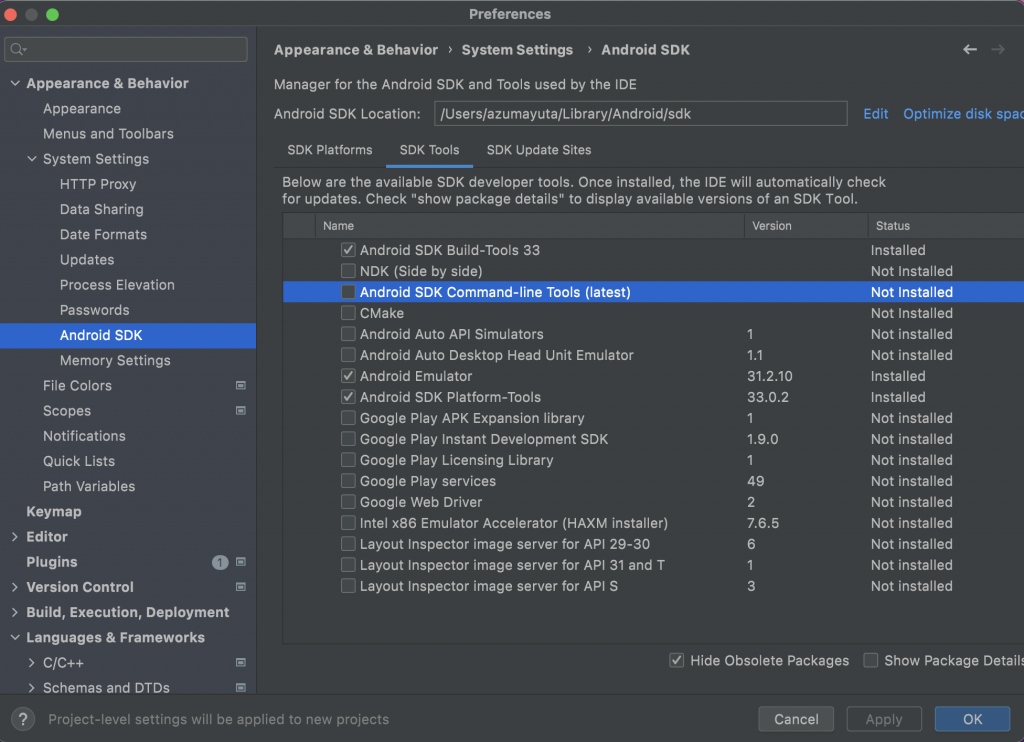 Preferences
Appearance & Behavior › System Settings › Android SDK
Manager for the Android SDK and Tools used by the IDE
Android SDK Location: /Users/azumayuta/Library/Android/sdk Edit Optimize disk spac
SDK Platforms SDK Tools SDK Update Sites
Below are the available SDK developer tools. Once installed, the IDE will automatically check
for updates. Check "show package details" to display available versions of an SDK Tool.
Name Version Status
Android SDK Build-Tools 33 Installed
NDK (Side by side) Not Installed
Android SDK Command-line Tools (latest) Not Installed
CMake Not Installed
Android Auto API Simulators 1 Not installed
Android Auto Desktop Head Unit Emulator 1.1 Not installed
Android Emulator 31.2.10 Installed
Android SDK Platform-Tools 33.0.2 Installed
Google Play APK Expansion library 1 Not installed
Google Play Instant Development SDK 1.9.0 Not installed
Google Play Licensing Library 1 Not installed
Google Play services 49 Not installed
Google Web Driver 2 Not installed
Intel x86 Emulator Accelerator (HAXM installer) 7.6.5 Not installed
Layout Inspector image server for API 29-30 6 Not installed
Layout Inspector image server for API 31 and T 1 Not installed
Layout Inspector image server for API S 3 Not installed
Hide Obsolete Packages Show Package Details
Appearance & Behavior
Appearance
Menus and Toolbars
System Settings
HTTP Proxy
Data Sharing
Date Formats
Updates
Process Elevation
Passwords
Android SDK
Memory Settings
File Colors
Scopes
Notifications
Quick Lists
Path Variables
Keymap
Editor
Plugins 1
Version Control
Build, Execution, Deployment
Languages & Frameworks
C/C++
Schemas and DTDs
? Project-level settings will be applied to new projects
Cancel Apply OK